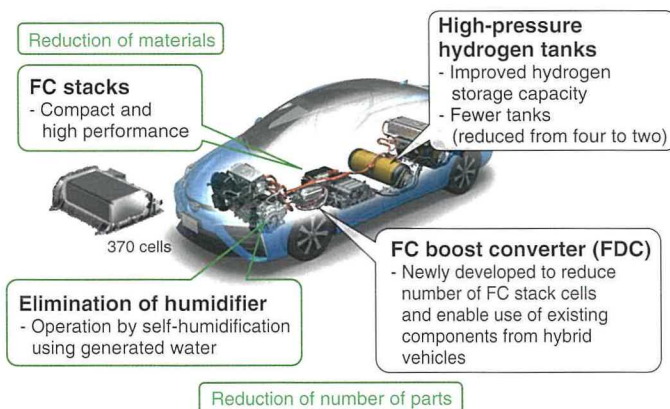 Reduction of materials
FC stacks
- Compact and
high performance
370 cells
High-pressure
hydrogen tanks
- Improved hydrogen
storage capacity
- Fewer tanks
(reduced from four to two)
Elimination of humidifier
- Operation by self-humidification
using generated water
FC boost converter (FDC)
- Newly developed to reduce
number of FC stack cells
and enable use of existing
components from hybrid
vehicles
Reduction of number of parts